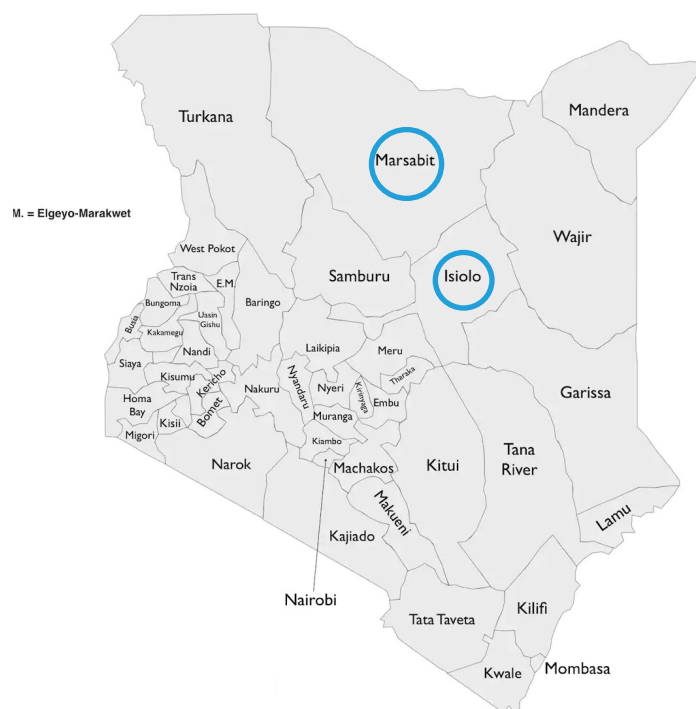 Turkana
Mandera
Marsabit
M. = Elgeyo-Marakwet
Wajir
West Pokot
Samburu
Isiolo
Trans
Nzoia
E.M.
Baringo
Bungoma
Busia
Uasin
Gishu
Kakamegu
Nandi
Laikipia
Meru
Siaya
Kisumu
Kericho
Nakuru
Nyandaru
Nyeri
Kirinyaga
Tharaka
Embu
Garissa
Homa
Bay
Kisii
Bomet
Muranga
Migori
Kiambo
Narok
Machakos
Kitui
Tana
River
Makueni
Lamu
Kajiado
Nairobi
Tata Taveta
Kilifi
Kwale
Mombasa